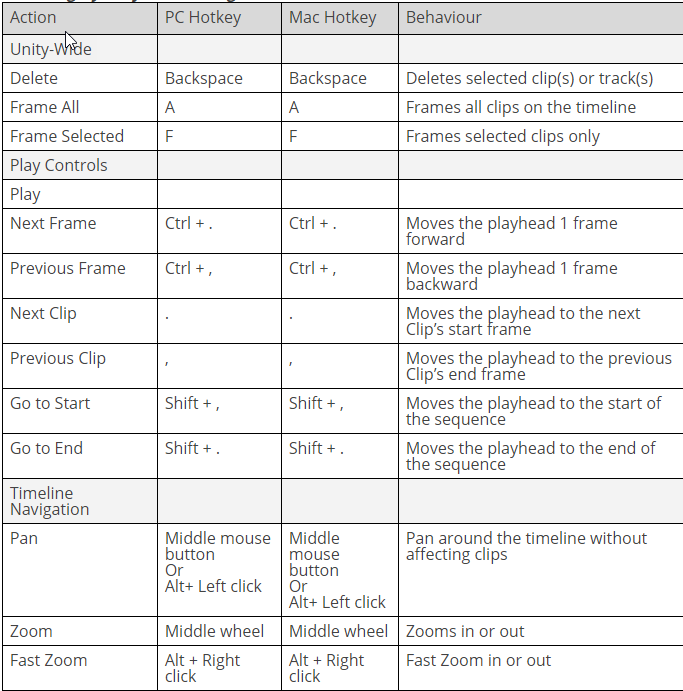 Action PC Hotkey Mac Hotkey Behaviour
Unity-Wide
Delete Backspace Backspace Deletes selected clip(s) or track(s)
Frame All A A Frames all clips on the timeline
Frame Selected F F Frames selected clips only
Play Controls
Play
Next Frame Ctrl + . Ctrl + . Moves the playhead 1 frame
forward
Previous Frame Ctrl + , Ctrl + , Moves the playhead 1 frame
backward
Next Clip . . Moves the playhead to the next
Clip’s start frame
Previous Clip , , Moves the playhead to the previous
Clip’s end frame
Go to Start Shift + , Shift + , Moves the playhead to the start of
the sequence
Go to End Shift + . Shift + . Moves the playhead to the end of
the sequence
Timeline
Navigation
Pan
Middle mouse
button
Or
Alt+ Left click
Middle
mouse
button
Or
Alt+ Left click
Pan around the timeline without
affecting clips
Zoom Middle wheel Middle wheel Zooms in or out
Fast Zoom
Alt + Right
click
Alt + Right
click
Fast Zoom in or out